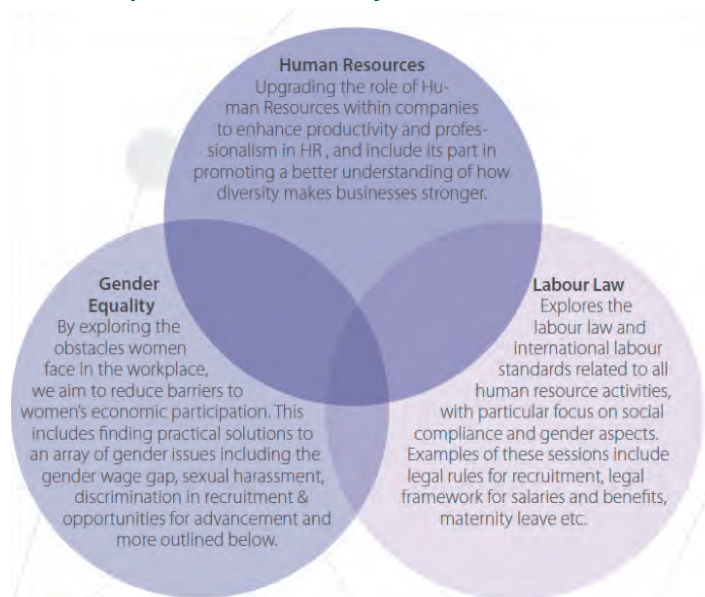 Human Resources
Upgrading the role of Hu-
man Resources within companies
to enhance productivity and profes-
sionalism in HR , and include its part in
promoting a better understanding of how
diversity makes businesses stronger.
Gender
Equality
By exploring the
obstacles women
face in the workplace,
we aim to reduce barriers to
women's economic participation. This
includes finding practical solutions to
an array of gender issues including the
gender wage gap, sexual harassment,
discrimination in recruitment &
opportunities for advancement and
more outlined below.
Labour Law
Explores the
labour law and
international labour
standards related to all
human resource activities,
with particular focus on social
compliance and gender aspects.
Examples of these sessions include
legal rules for recruitment, legal
framework for salaries and benefits,
maternity leave etc.